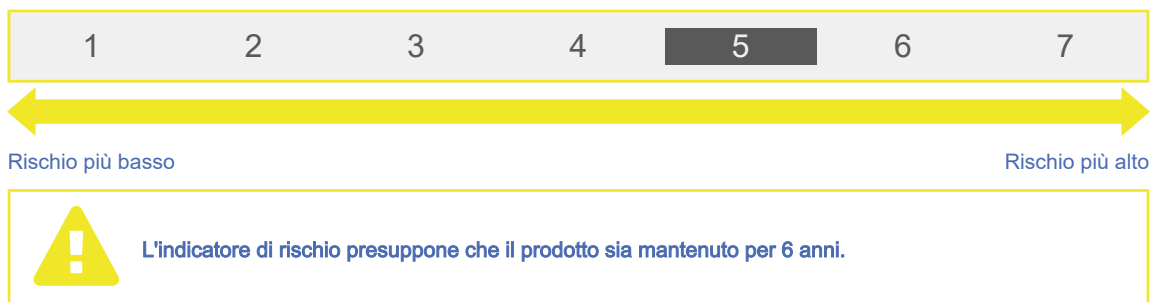 1 2 3 4 5 6 7
Rischio più basso Rischio più alto
L'indicatore di rischio presuppone che il prodotto sia mantenuto per 6 anni.